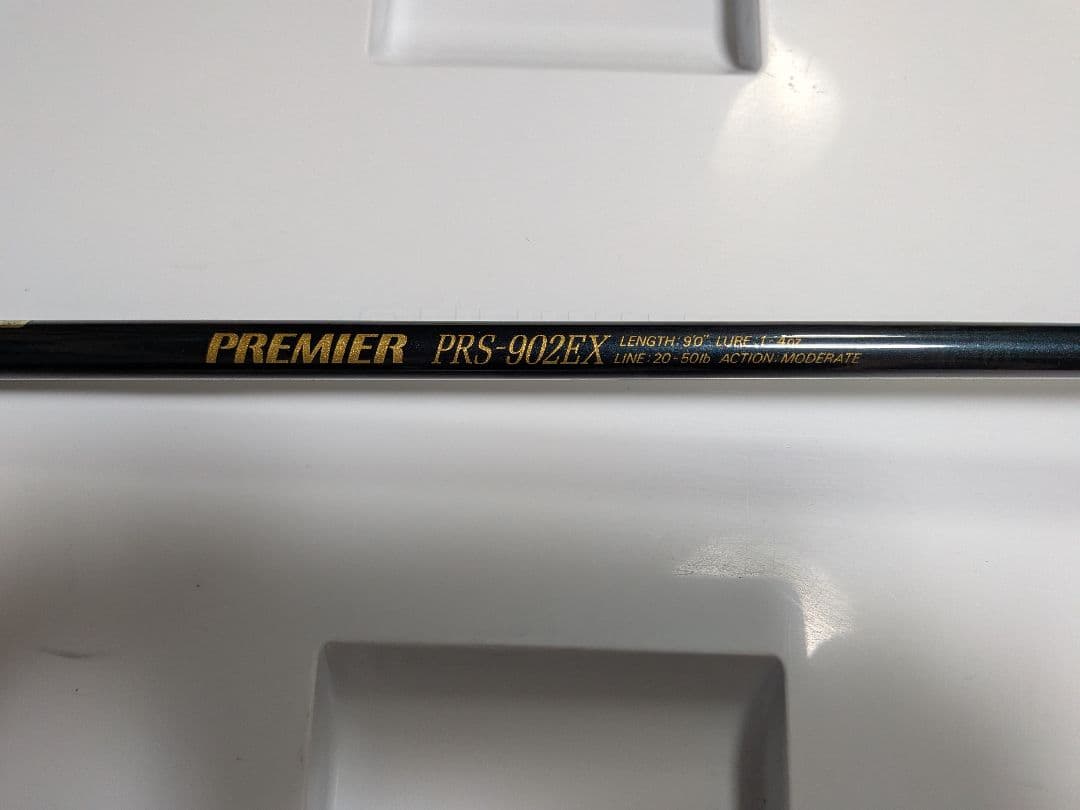 PREMIER PRS-902EX LENGTH: 9'0" LURE: 1-4oz
LINE: 20-50lb ACTION: MODERATE